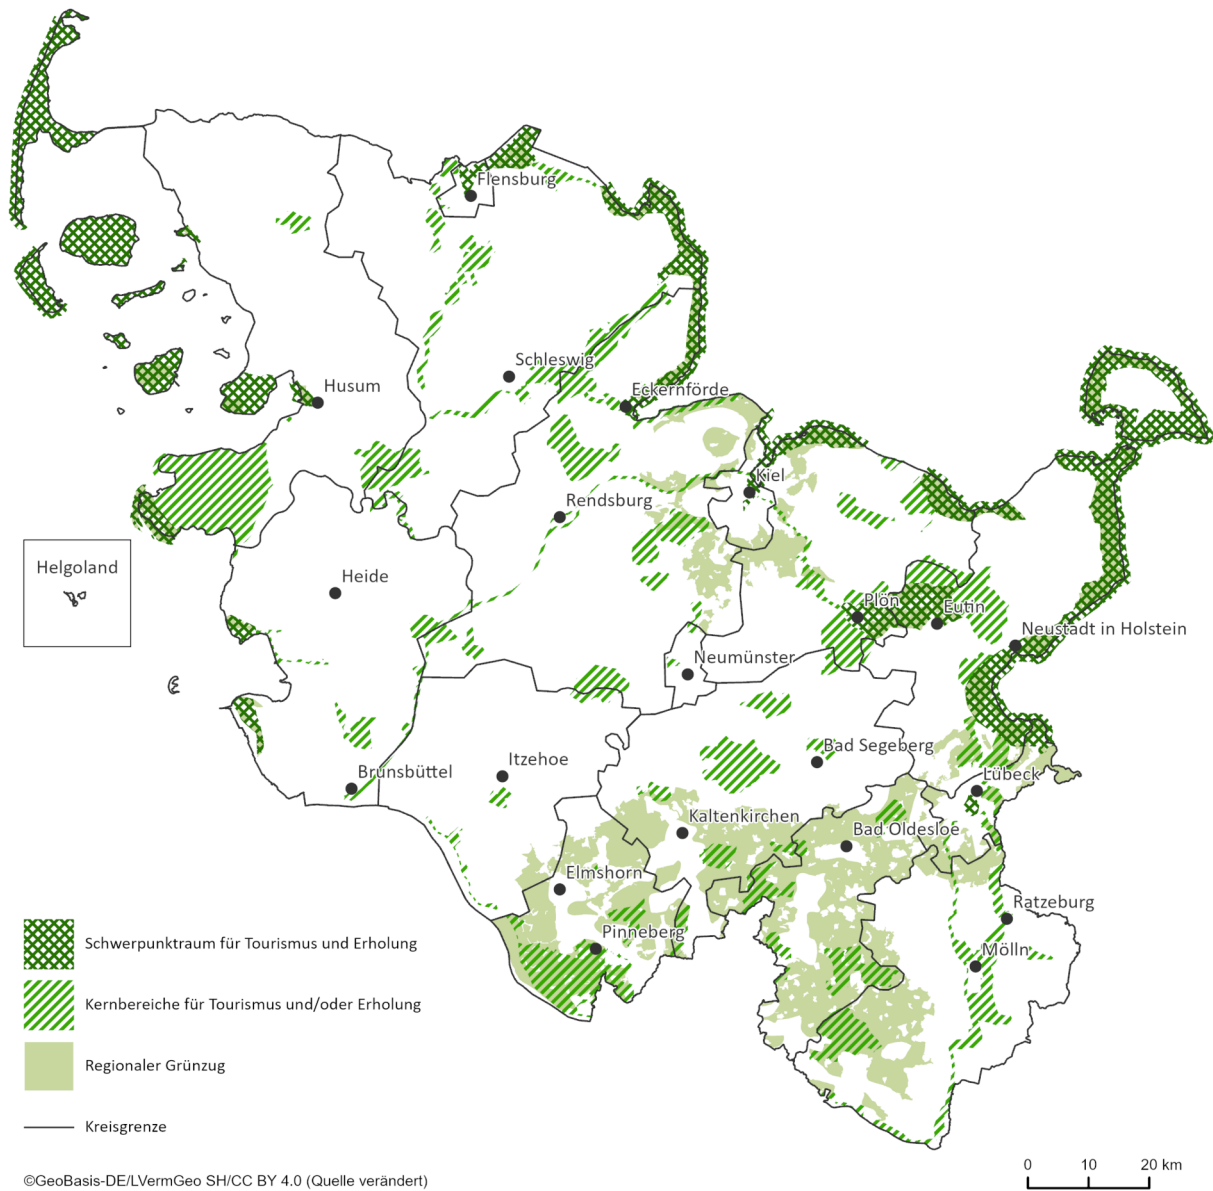 Flensburg
Schleswig
Husum
Eckernförde
Kiel
Rendsburg
Helgoland
Heide
Plön
Eutin
Neustadt in Holstein
Neumünster
Bad Segeberg
Itzehoe
Brunsbüttel
Lübeck
Kaltenkirchen
Bad Oldesloe
Elmshorn
Ratzeburg
Pinneberg
Mölln
Schwerpunktraum für Tourismus und Erholung
Kernbereiche für Tourismus und/oder Erholung
Regionaler Grünzug
Kreisgrenze
0 10 20 km
©GeoBasis-DE/LVermGeo SH/CC BY 4.0 (Quelle verändert)